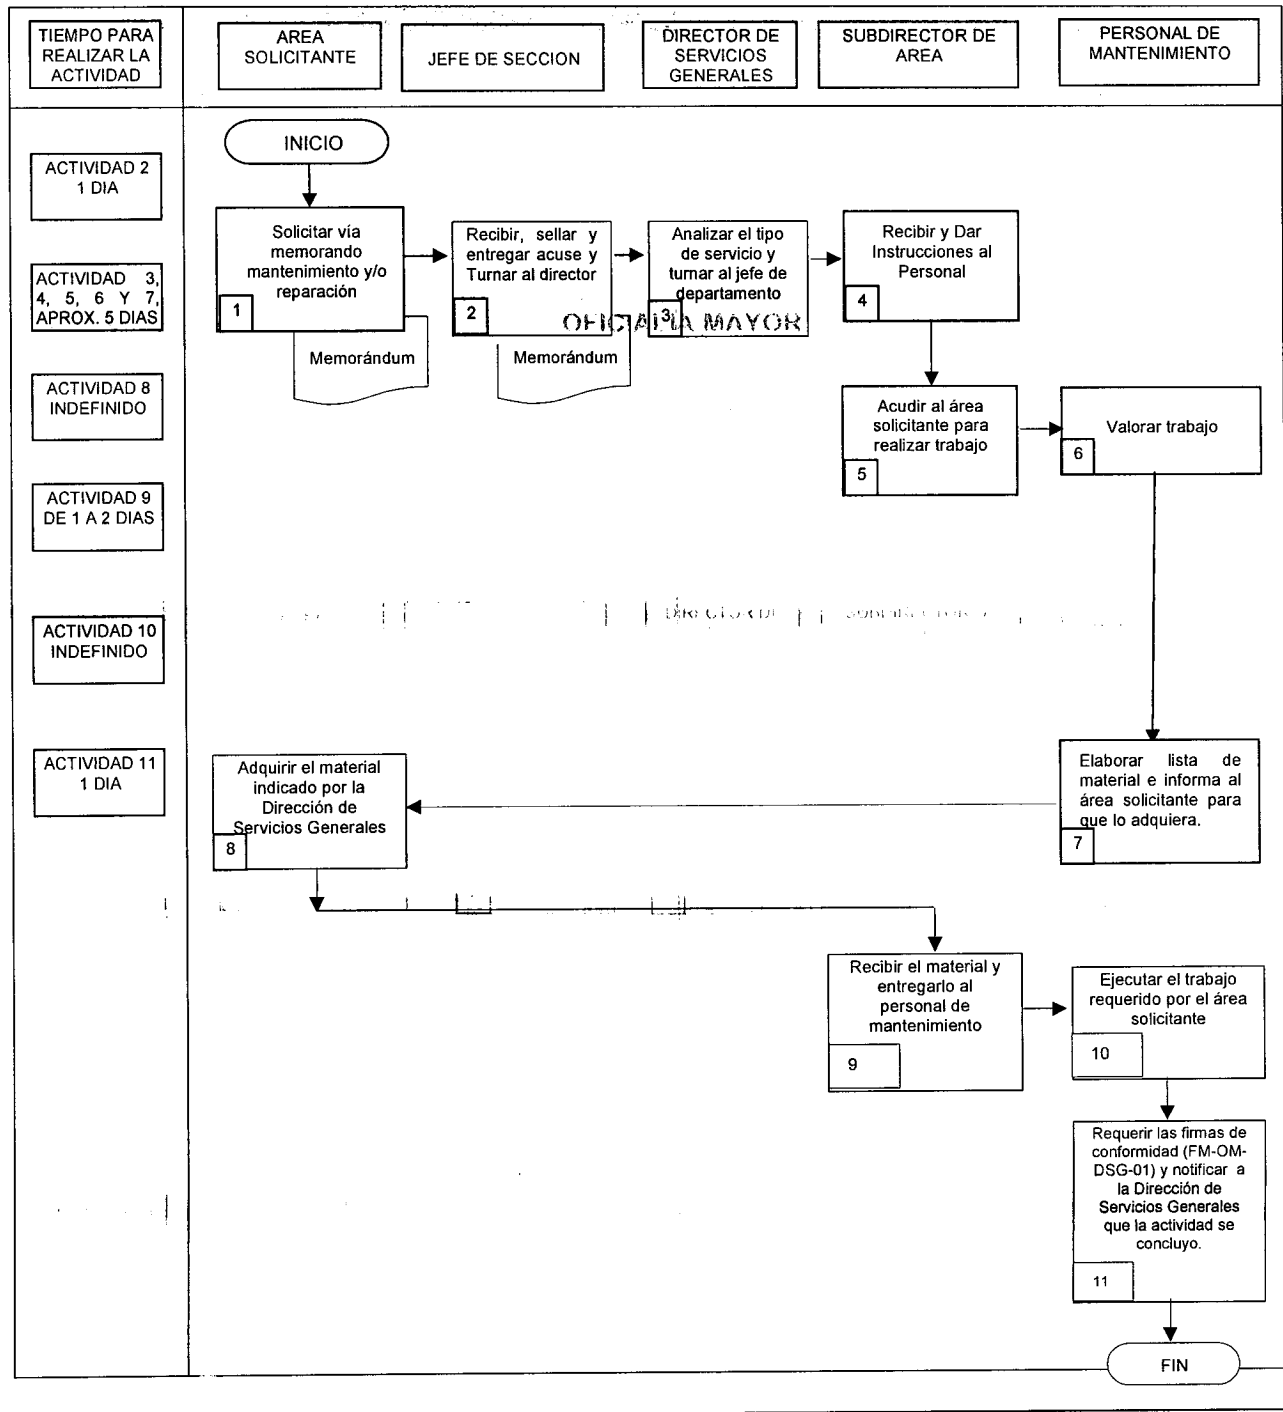 TIEMPO PARA
REALIZAR LA
ACTIVIDAD
AREA
SOLICITANTE
JEFE DE SECCION
DIRECTOR DE
SERVICIOS
GENERALES
SUBDIRECTOR DE
AREA
PERSONAL DE
MANTENIMIENTO
INICIO
ACTIVIDAD 2
1 DIA
Solicitar vía
memorando
mantenimiento y/o
reparación
1
Recibir, sellar y
entregar acuse y
Turnar al director
2
Analizar el tipo
de servicio y
turnar al jefe de
departamento
3
Recibir y Dar
Instrucciones al
Personal
4
ACTIVIDAD 3,
4, 5, 6 Y 7,
APROX. 5 DIAS
OFICIALIA MAYOR
Memorándum
Memorándum
ACTIVIDAD 8
INDEFINIDO
Acudir al área
solicitante para
realizar trabajo
5
Valorar trabajo
6
ACTIVIDAD 9
DE 1 A 2 DIAS
ACTIVIDAD 10
INDEFINIDO
ACTIVIDAD 11
1 DIA
Adquirir el material
indicado por la
Dirección de
Servicios Generales
8
Elaborar lista de
material e informa al
área solicitante para
que lo adquiera.
7
Recibir el material y
entregarlo al
personal de
mantenimiento
9
Ejecutar el trabajo
requerido por el área
solicitante
10
Requerir las firmas de
conformidad (FM-OM-
DSG-01) y notificar a
la Dirección de
Servicios Generales
que la actividad se
concluyo.
11
FIN